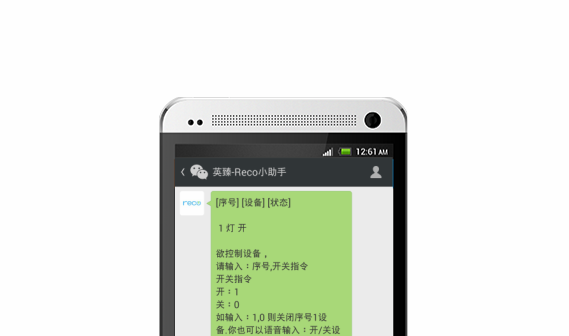 12:61 AM
英臻-Reco小助手
reco
[序号] [设备] [状态]
1 灯 开
欲控制设备，
请输入：序号,开关指令
开关指令
开：1
关：0
如输入：1,0 則关闭序号1设
备.你也可以语音输入：开/关设